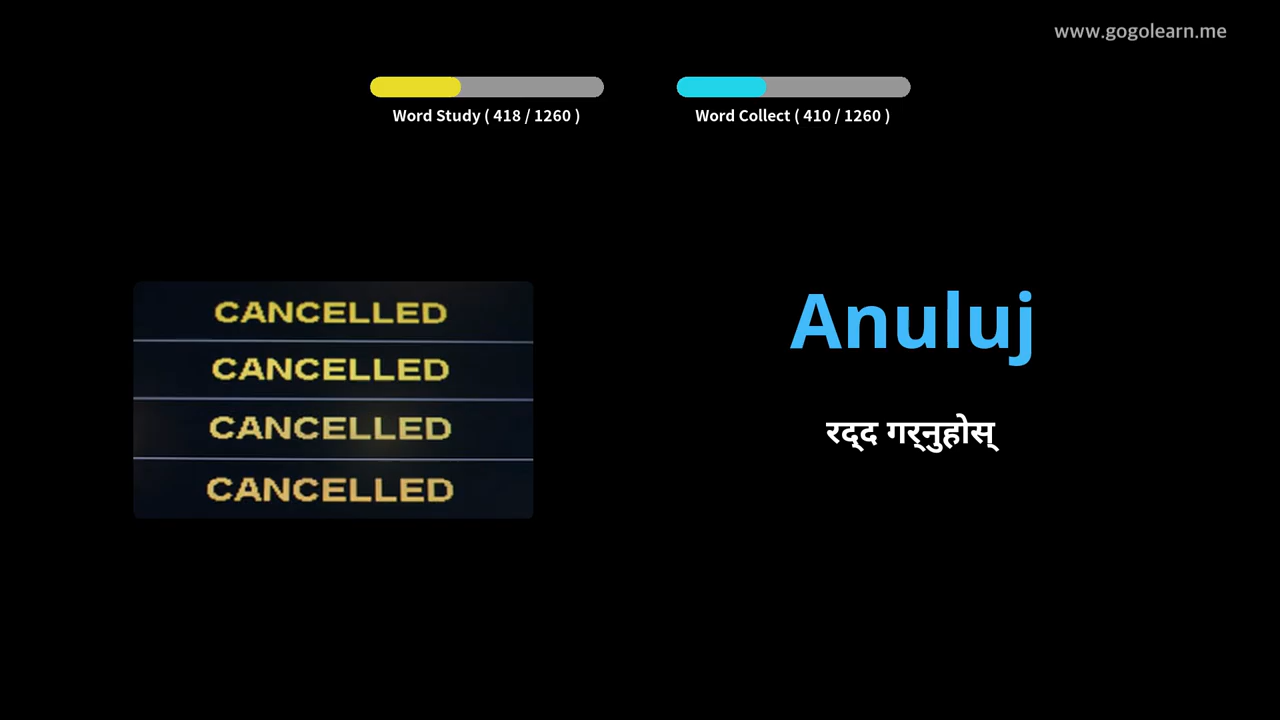 www.gogolearn.me
Word Study ( 418 / 1260 )
Word Collect ( 410 / 1260 )
CANCELLED
CANCELLED
CANCELLED
CANCELLED
Anuluj
रद्द गर्नुहोस्